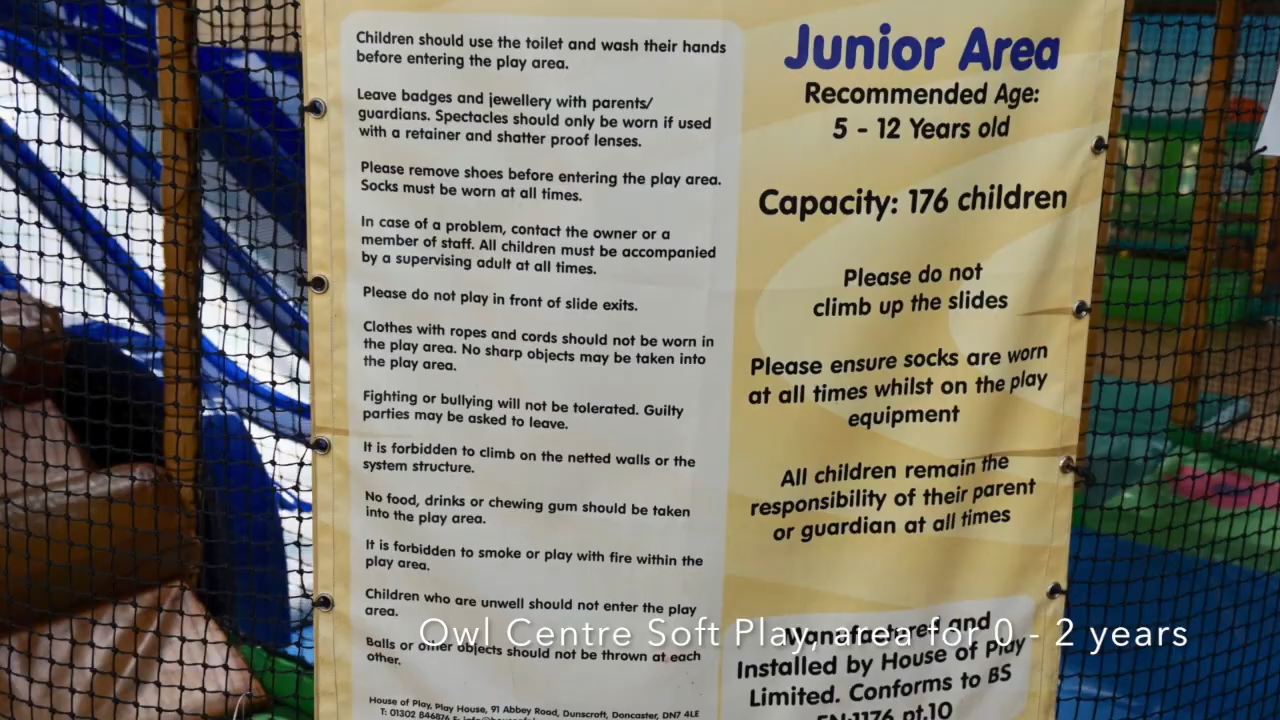 Children should use the toilet and wash their hands
before entering the play area.
Leave badges and jewellery with parents/
guardians. Spectacles should only be worn if used
with a retainer and shatter proof lenses.
Please remove shoes before entering the play area.
Socks must be worn at all times.
In case of a problem, contact the owner or a
member of staff. All children must be accompanied
by a supervising adult at all times.
Please do not play in front of slide exits.
Clothes with ropes and cords should not be worn in
the play area. No sharp objects may be taken into
the play area.
Fighting or bullying will not be tolerated. Guilty
parties may be asked to leave.
It is forbidden to climb on the netted walls or the
system structure.
No food, drinks or chewing gum should be taken
into the play area.
It is forbidden to smoke or play with fire within the
play area.
Children who are unwell should not enter the play
area.
Balls or other objects should not be thrown at each
other.
House of Play, Play House, 91 Abbey Road, Dunscroft, Doncaster, DN7 4LE
T: 01302 846876
Junior Area
Recommended Age:
5 - 12 Years old
Capacity: 176 children
Please do not
climb up the slides
Please ensure socks are worn
at all times whilst on the play
equipment
All children remain the
responsibility of their parent
or guardian at all times
Manufactured and
Installed by House of Play
Limited. Conforms to BS
EN:1176 pt.10
Owl Centre Soft Play, area for 0 - 2 years